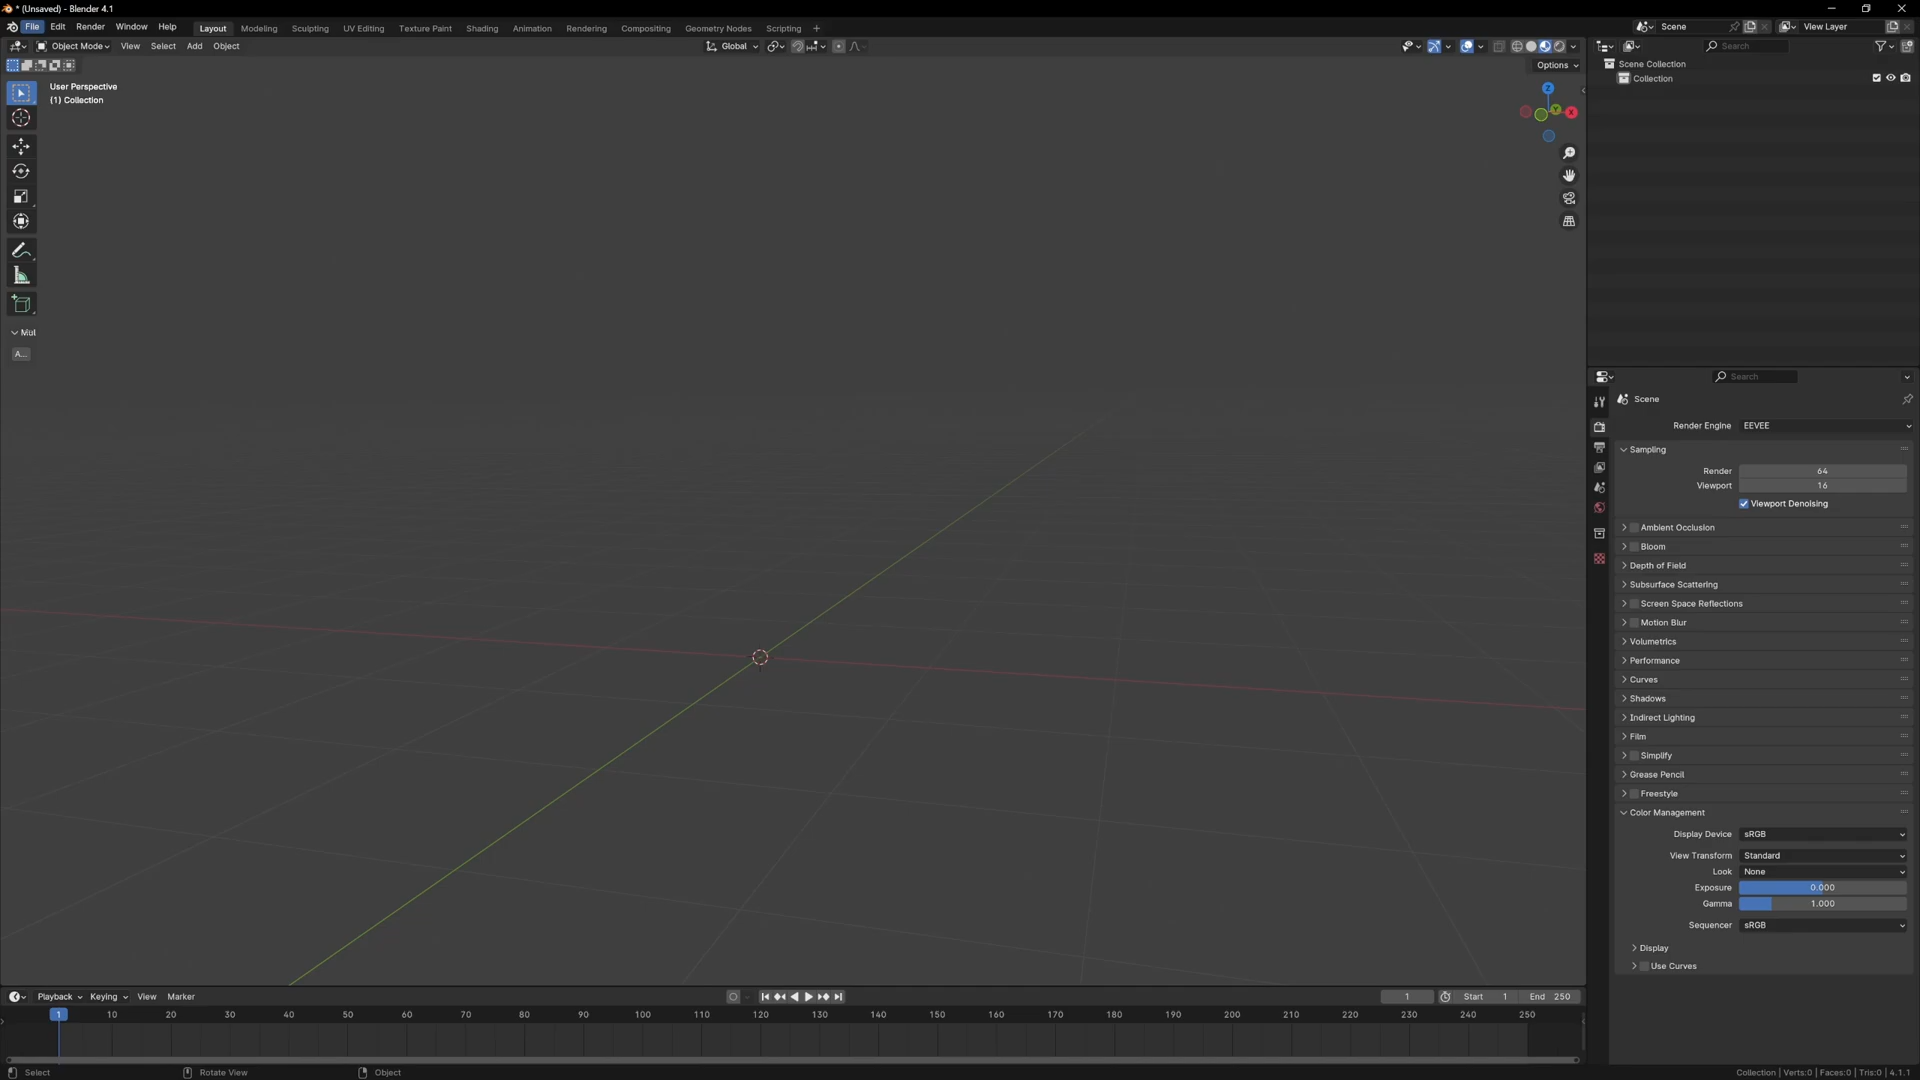 * (Unsaved) - Blender 4.1
File Edit Render Window Help Layout Modeling Sculpting UV Editing Texture Paint Shading Animation Rendering Compositing Geometry Nodes Scripting + Scene View Layer
Object Mode View Select Add Object Global Search
Options
User Perspective
(1) Collection
Z
Y
X
Mul
A...
Scene Collection
Collection
Search
Scene
Render Engine EEVEE
Sampling
Render 64
Viewport 16
Viewport Denoising
Ambient Occlusion
Bloom
Depth of Field
Subsurface Scattering
Screen Space Reflections
Motion Blur
Volumetrics
Performance
Curves
Shadows
Indirect Lighting
Film
Simplify
Grease Pencil
Freestyle
Color Management
Display Device sRGB
View Transform Standard
Look None
Exposure 0.000
Gamma 1.000
Sequencer sRGB
Display
Use Curves
Playback Keying View Marker 1 Start 1 End 250
1 10 20 30 40 50 60 70 80 90 100 110 120 130 140 150 160 170 180 190 200 210 220 230 240 250
Select Rotate View Object Collection | Verts:0 | Faces:0 | Tris:0 | 4.1.1